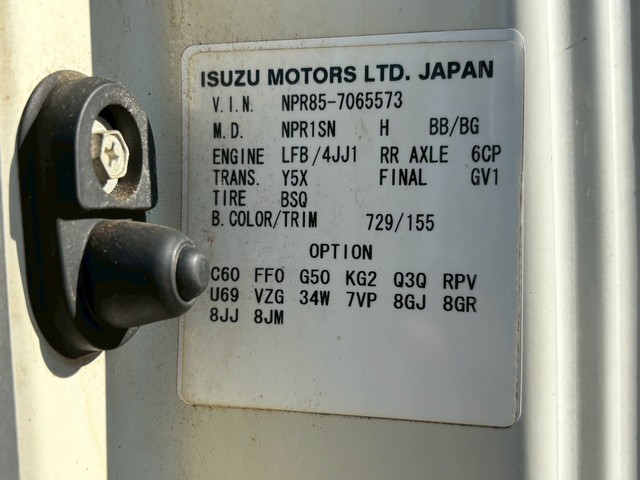 ISUZU MOTORS LTD. JAPAN
V.I.N. NPR85-7065573
M.D. NPR1SN H BB/BG
ENGINE LFB/4JJ1 RR AXLE 6CP
TRANS. Y5X FINAL GV1
TIRE BSQ
B.COLOR/TRIM 729/155
OPTION
C60 FF0 G50 KG2 Q3Q RPV
U69 VZG 34W 7VP 8GJ 8GR
8JJ 8JM